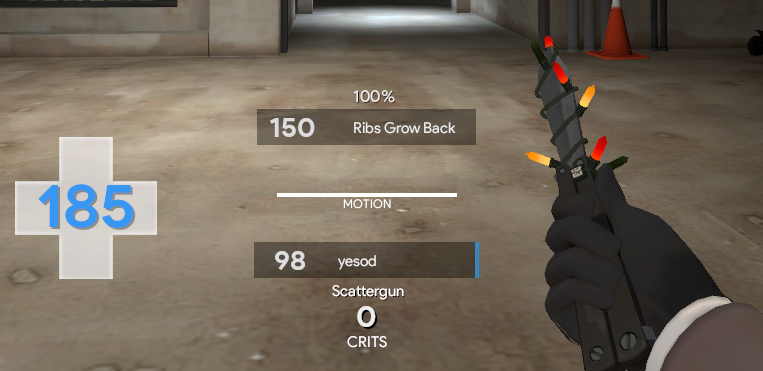 100%
150 Ribs Grow Back
185
MOTION
98 yesod
Scattergun
0
CRITS